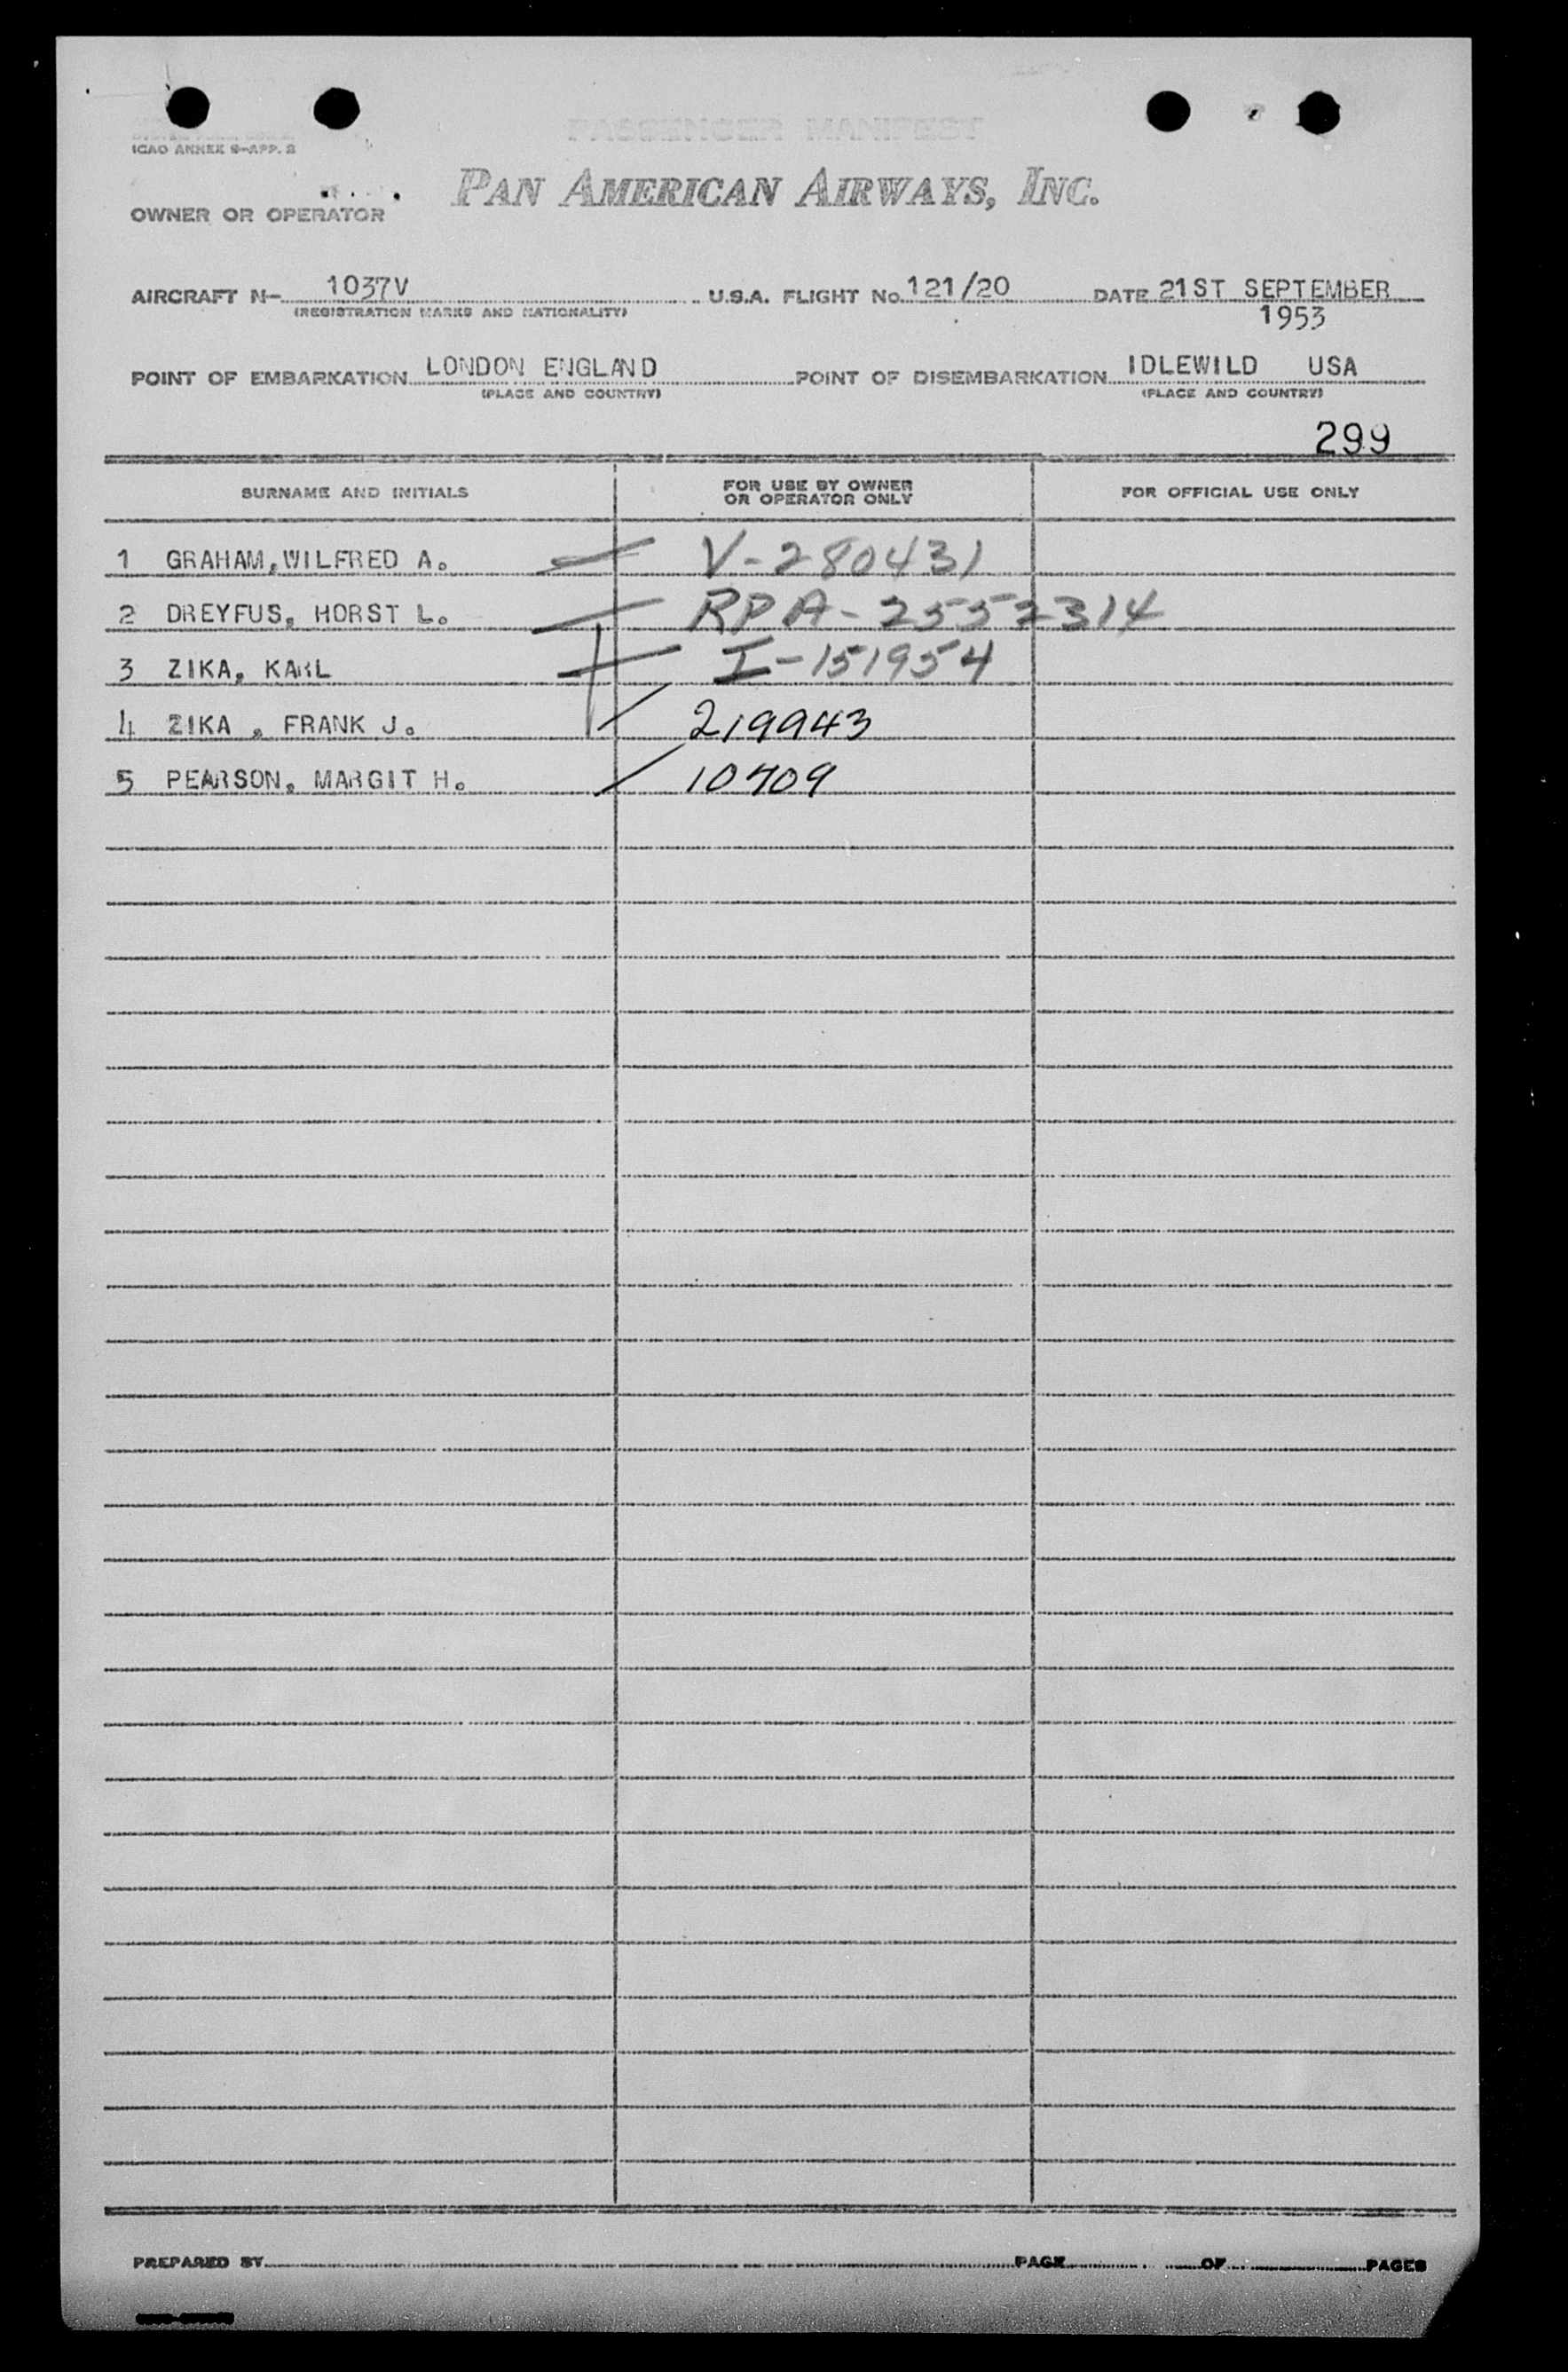 PASSENGER MANIFEST
ICAO ANNEX 9-APP. 2
PAN AMERICAN AIRWAYS, INC.
OWNER OR OPERATOR
AIRCRAFT N- 1037V U.S.A. FLIGHT No. 121/20 DATE 21ST SEPTEMBER
(REGISTRATION MARKS AND NATIONALITY) 1953
POINT OF EMBARKATION LONDON ENGLAND POINT OF DISEMBARKATION IDLEWILD USA
(PLACE AND COUNTRY) (PLACE AND COUNTRY)
299
SURNAME AND INITIALS FOR USE BY OWNER OR OPERATOR ONLY FOR OFFICIAL USE ONLY
1 GRAHAM, WILFRED A. V-280431
2 DREYFUS, HORST L. RPA-2552314
3 ZIKA, KARL I-151954
4 ZIKA , FRANK J. 219943
5 PEARSON, MARGIT H. 10709
PREPARED BY PAGE OF PAGES